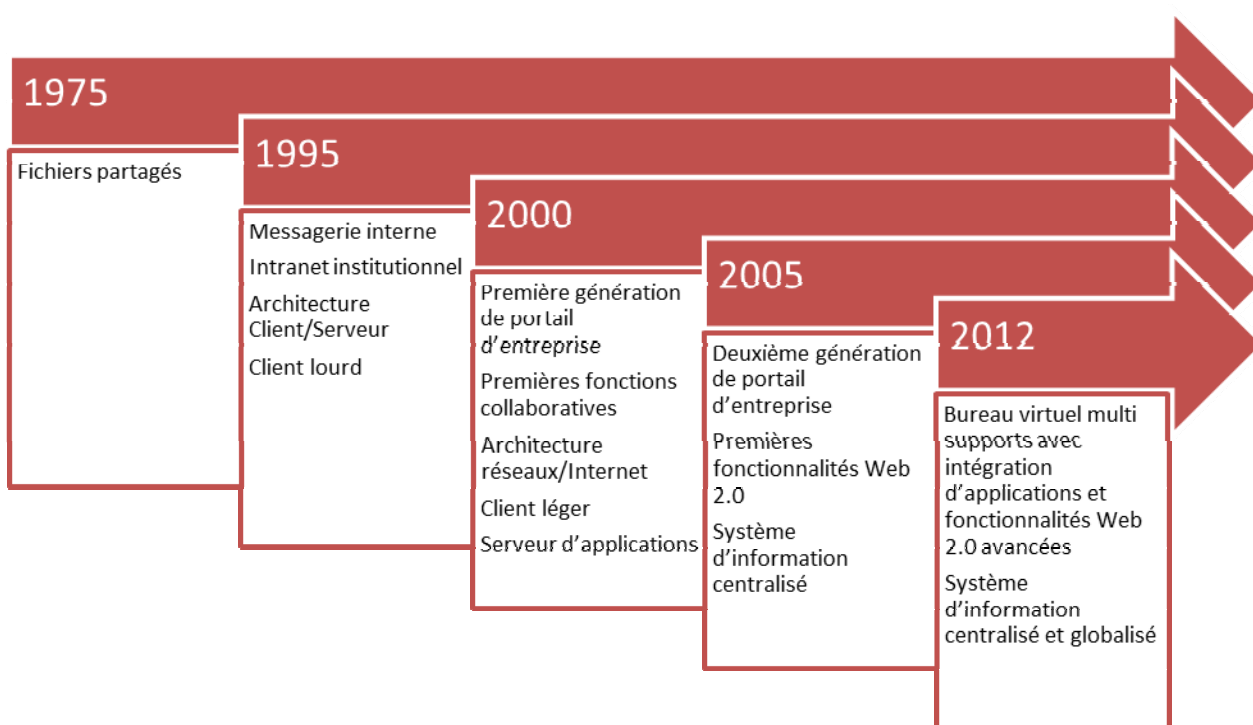 1975
Fichiers partagés
1995
Messagerie interne
Intranet institutionnel
Architecture
Client/Serveur
Client lourd
2000
Première génération
de portail
d’entreprise
Premières fonctions
collaboratives
Architecture
réseaux/Internet
Client léger
Serveur d’applications
2005
Deuxième génération
de portail
d’entreprise
Premières
fonctionnalités Web
2.0
Système
d’information
centralisé
2012
Bureau virtuel multi
supports avec
intégration
d’applications et
fonctionnalités Web
2.0 avancées
Système
d’information
centralisé et globalisé